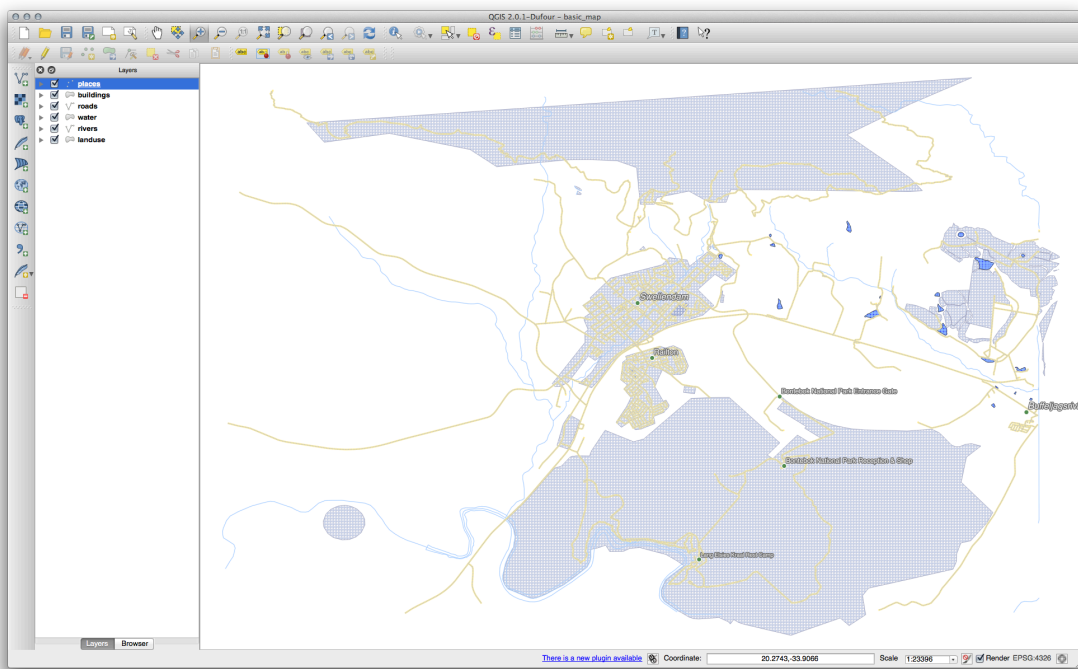 QGIS 2.0.1-Dufour – basic_map
Layers
places
buildings
roads
water
rivers
landuse
Swellendam
Railton
Bontebok National Park Entrance Gate
Bontebok National Park Reception & Shop
Lang Elsies Kraal Rest Camp
Layers
Browser
There is a new plugin available
Coordinate:
20.2743,-33.9066
Scale
1:23396
Render
EPSG:4326